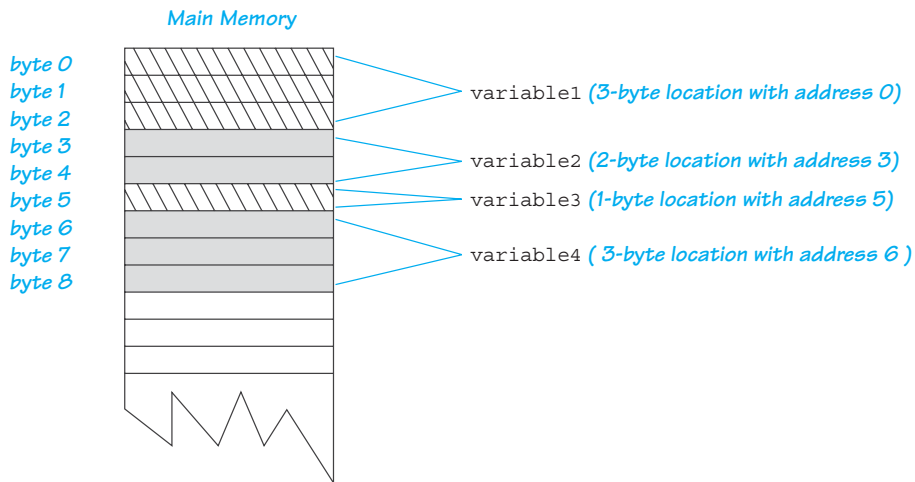 Main Memory
byte 0
byte 1
byte 2
byte 3
byte 4
byte 5
byte 6
byte 7
byte 8
variable1 (3-byte location with address 0)
variable2 (2-byte location with address 3)
variable3 (1-byte location with address 5)
variable4 ( 3-byte location with address 6 )